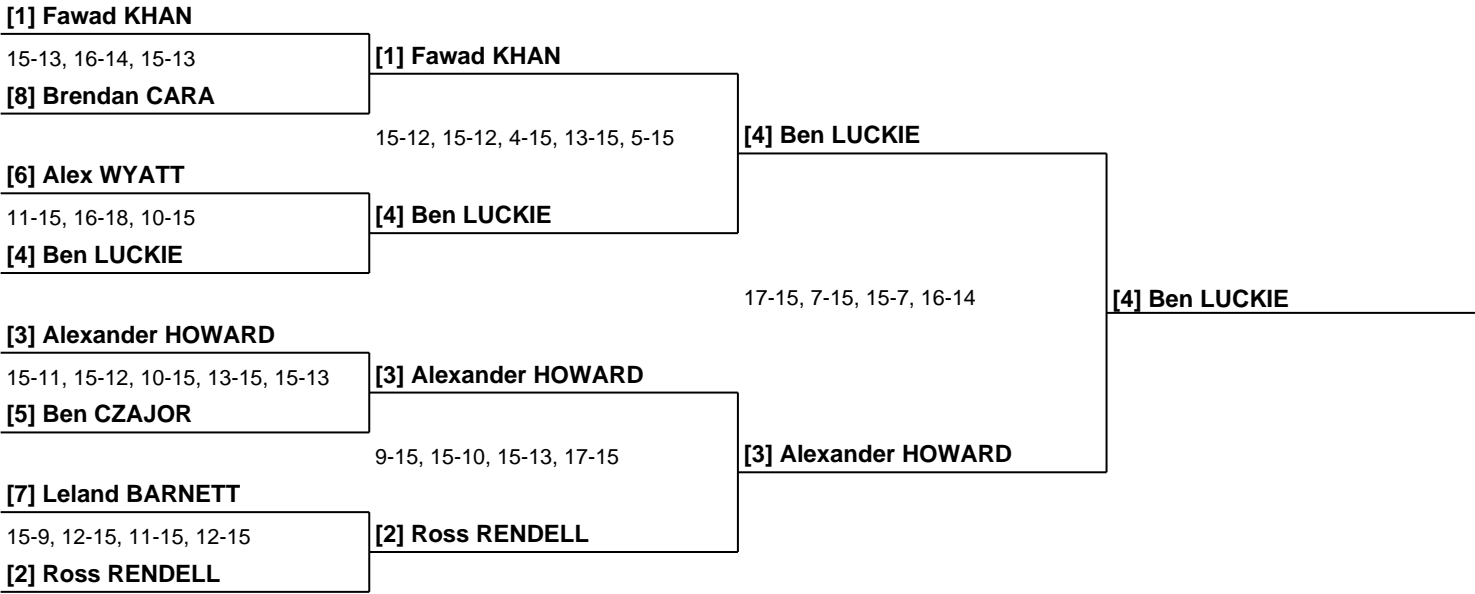 [1] Fawad KHAN
15-13, 16-14, 15-13
[1] Fawad KHAN
[8] Brendan CARA
15-12, 15-12, 4-15, 13-15, 5-15
[4] Ben LUCKIE
[6] Alex WYATT
11-15, 16-18, 10-15
[4] Ben LUCKIE
[4] Ben LUCKIE
17-15, 7-15, 15-7, 16-14
[4] Ben LUCKIE
[3] Alexander HOWARD
15-11, 15-12, 10-15, 13-15, 15-13
[3] Alexander HOWARD
[5] Ben CZAJOR
9-15, 15-10, 15-13, 17-15
[3] Alexander HOWARD
[7] Leland BARNETT
15-9, 12-15, 11-15, 12-15
[2] Ross RENDELL
[2] Ross RENDELL